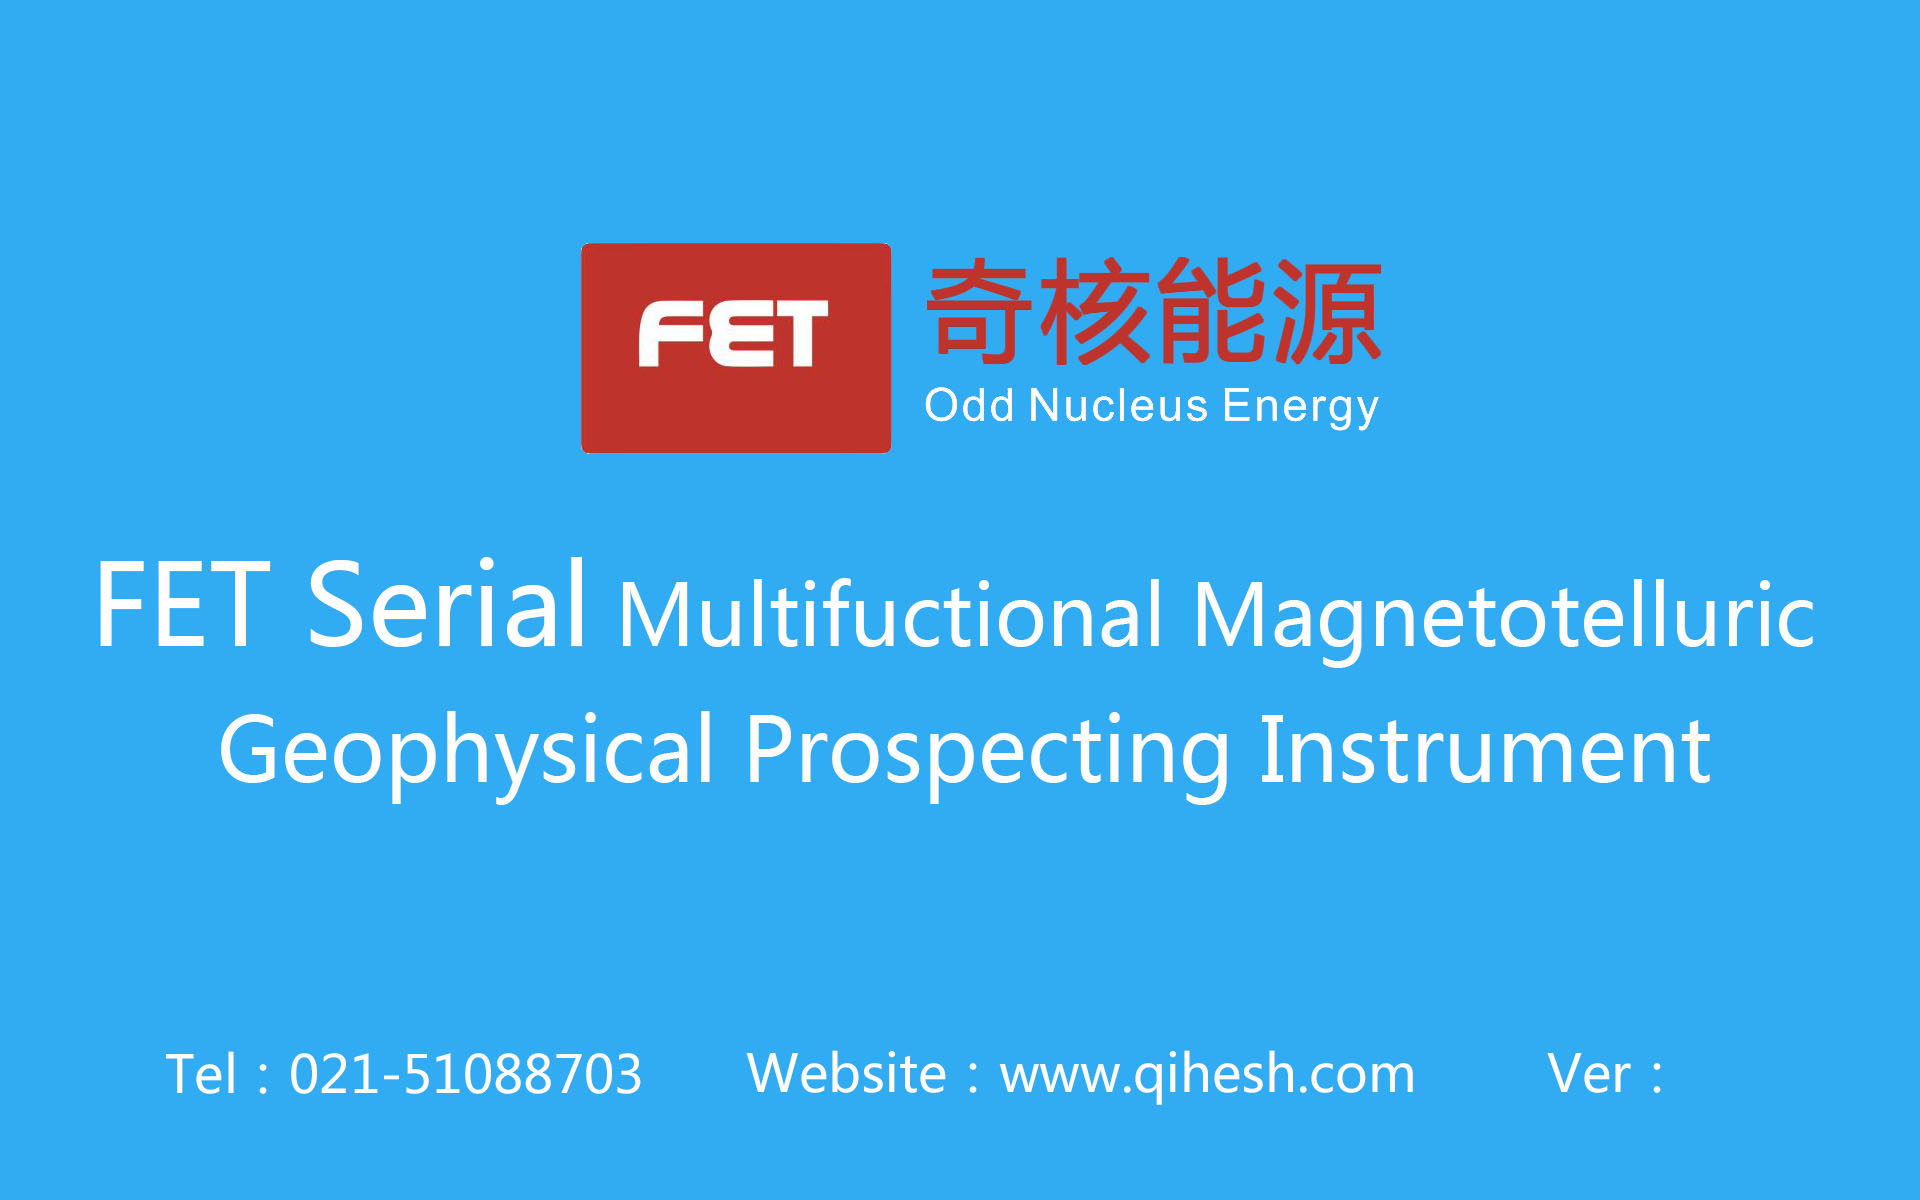 FET
奇核能源
Odd Nucleus Energy
FET Serial Multifuctional Magnetotelluric
Geophysical Prospecting Instrument
Tel：021-51088703 Website：www.qihesh.com Ver：